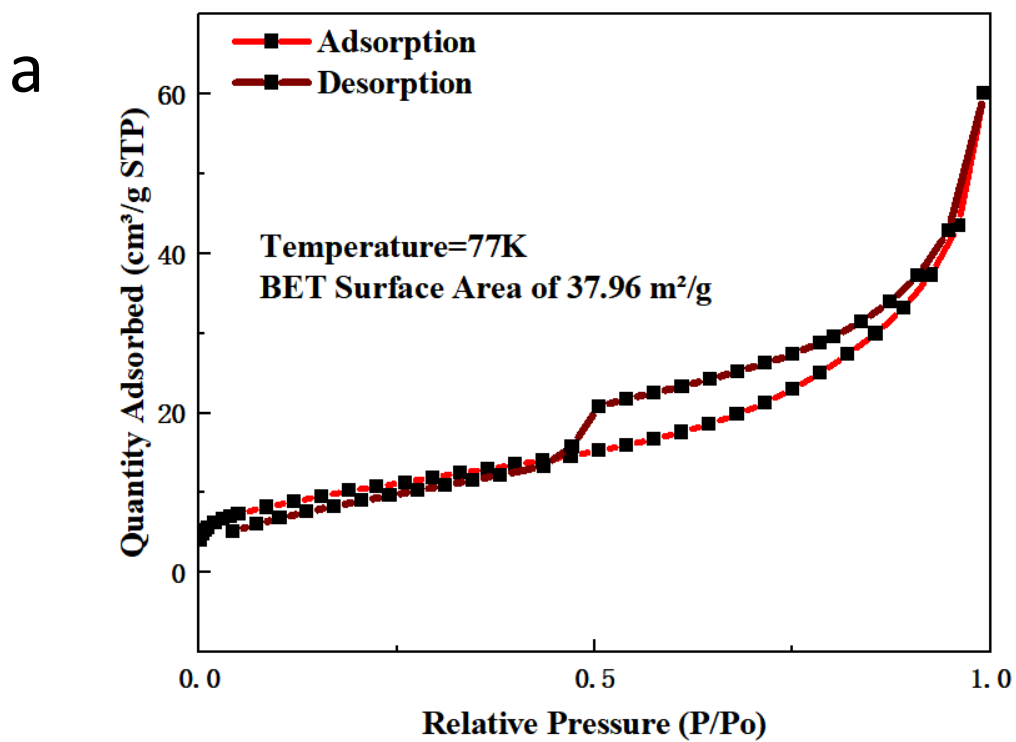 a
Adsorption
Desorption
Quantity Adsorbed (cm³/g STP)
60
40
20
0
Temperature=77K
BET Surface Area of 37.96 m²/g
0.0
0.5
1.0
Relative Pressure (P/Po)